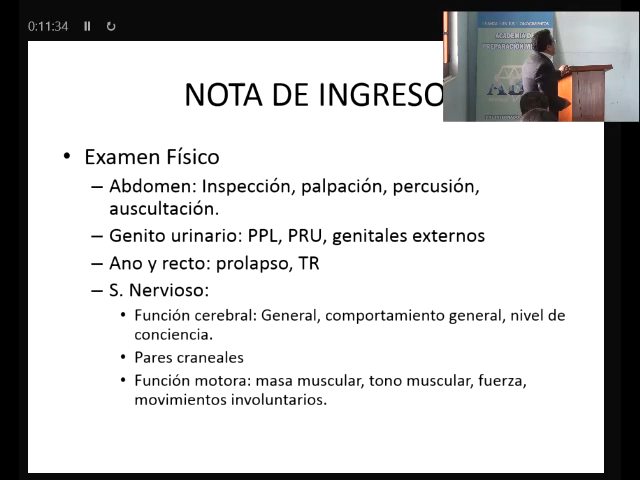 0:11:34
NOTA DE INGRESO
• Examen Físico
– Abdomen: Inspección, palpación, percusión,
auscultación.
– Genito urinario: PPL, PRU, genitales externos
– Ano y recto: prolapso, TR
– S. Nervioso:
• Función cerebral: General, comportamiento general, nivel de
conciencia.
• Pares craneales
• Función motora: masa muscular, tono muscular, fuerza,
movimientos involuntarios.
ACADEMIA DE